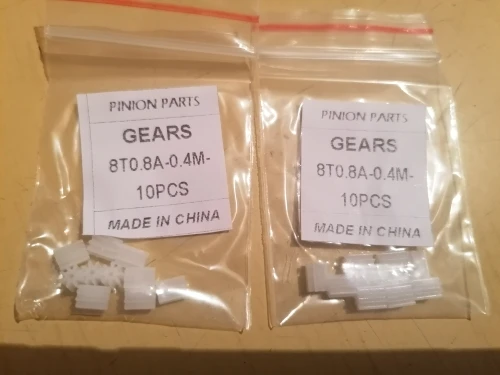 PINION PARTS
GEARS
8T0.8A-0.4M-
10PCS
MADE IN CHINA
PINION PARTS
GEARS
8T0.8A-0.4M-
10PCS
MADE IN CHINA